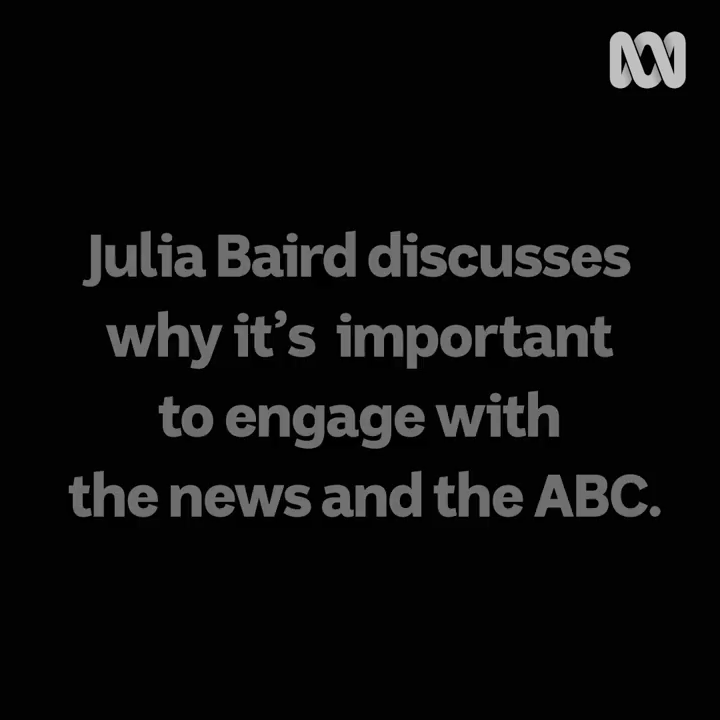 Julia Baird discusses
why it’s  important
to engage with
the news and the ABC.